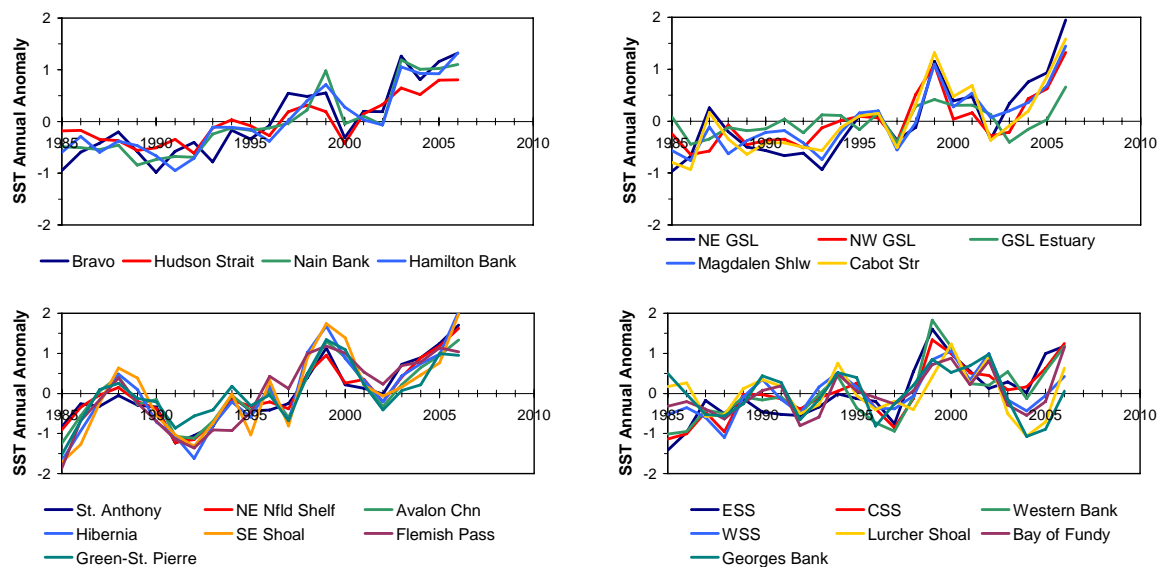 SST Annual Anomaly
2
1
0
-1
-2
1985 1990 1995 2000 2005 2010
Bravo Hudson Strait Nain Bank Hamilton Bank
SST Annual Anomaly
2
1
0
-1
-2
1985 1990 1995 2000 2005 2010
NE GSL NW GSL GSL Estuary
Magdalen Shlw Cabot Str
SST Annual Anomaly
2
1
0
-1
-2
1985 1990 1995 2000 2005 2010
St. Anthony NE Nfld Shelf Avalon Chn
Hibernia SE Shoal Flemish Pass
Green-St. Pierre
SST Annual Anomaly
2
1
0
-1
-2
1985 1990 1995 2000 2005 2010
ESS CSS Western Bank
WSS Lurcher Shoal Bay of Fundy
Georges Bank